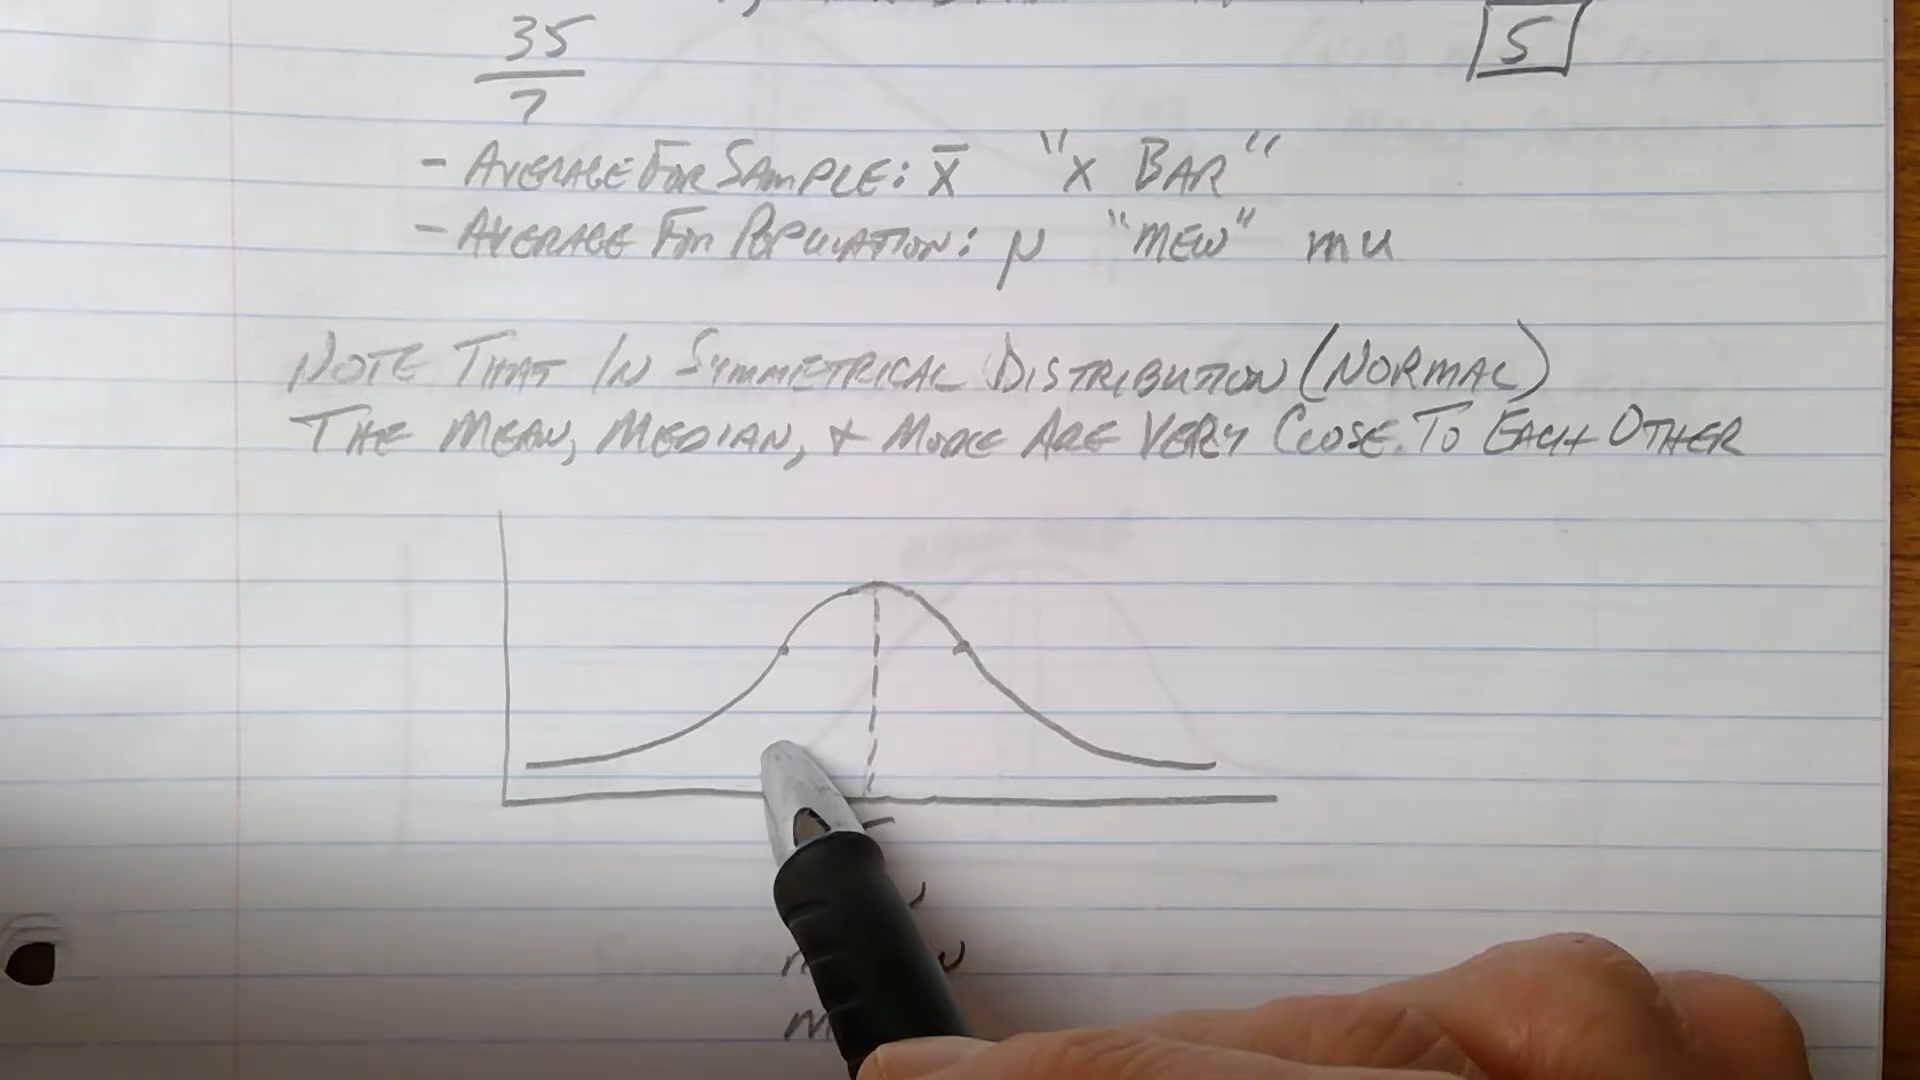 35
7
5
- AVERAGE FOR SAMPLE: x̄ "x BAR"
- AVERAGE FOR POPULATION: μ "MEW" mu
NOTE THAT IN SYMMETRICAL DISTRIBUTION (NORMAL)
THE MEAN, MEDIAN, & MODE ARE VERY CLOSE TO EACH OTHER